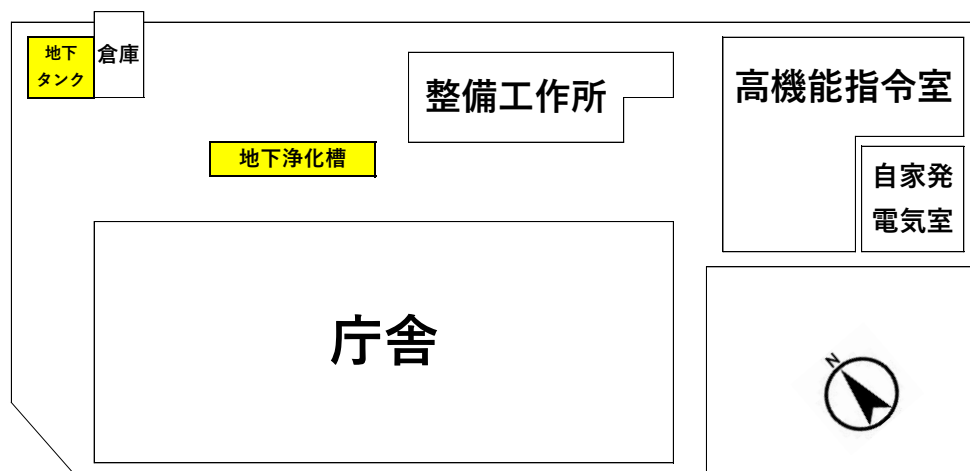 地下
タンク
倉庫
整備工作所
高機能指令室
地下浄化槽
自家発
電気室
庁舎
N